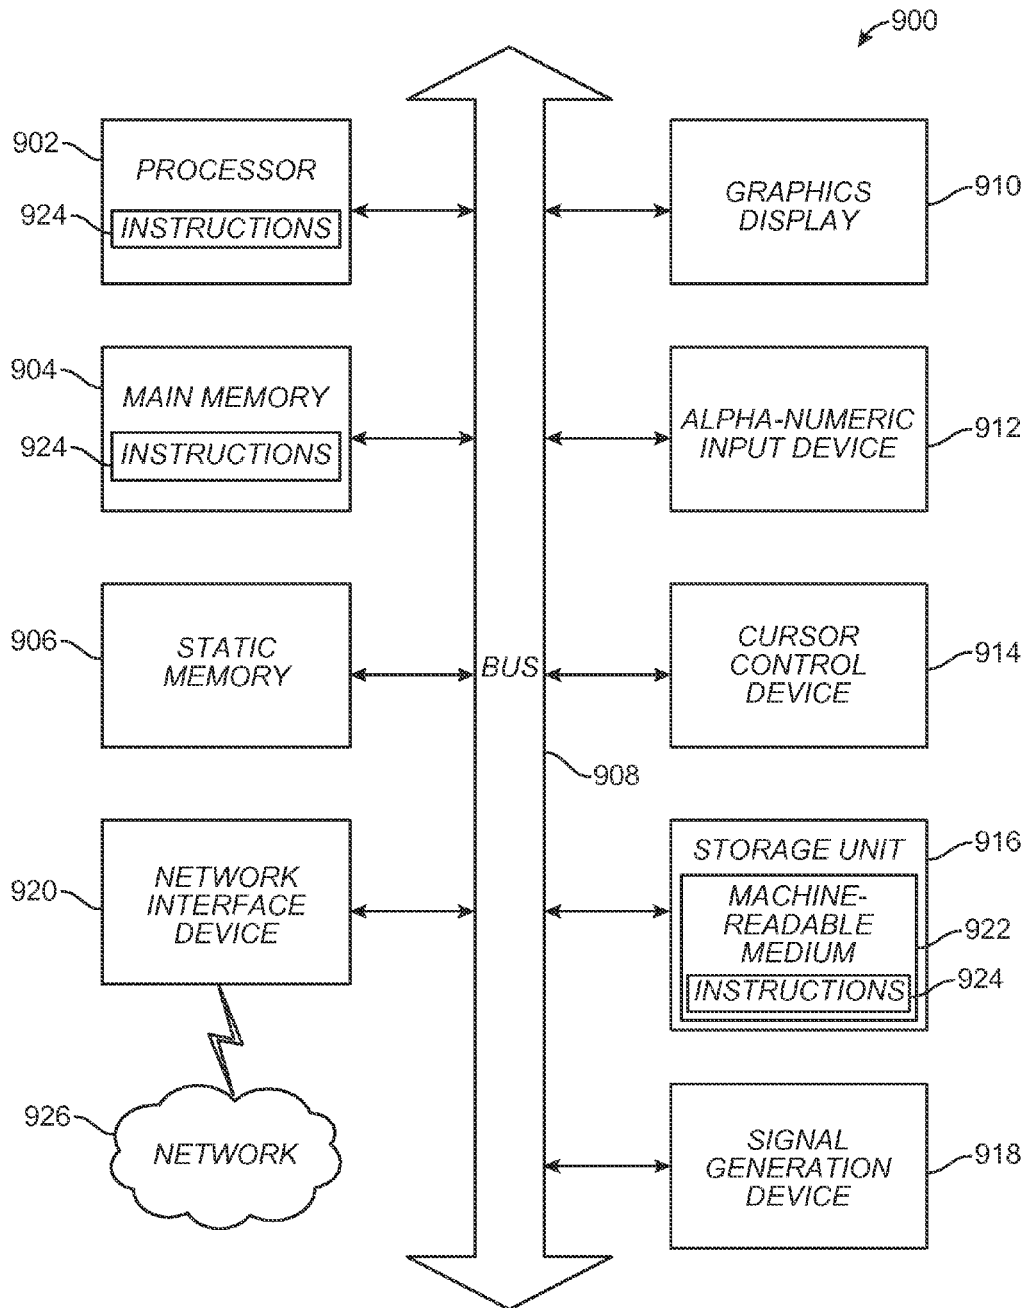 900
902
PROCESSOR
924
INSTRUCTIONS
904
MAIN MEMORY
924
INSTRUCTIONS
906
STATIC
MEMORY
920
NETWORK
INTERFACE
DEVICE
926
NETWORK
BUS
908
GRAPHICS
DISPLAY
910
ALPHA-NUMERIC
INPUT DEVICE
912
CURSOR
CONTROL
DEVICE
914
STORAGE UNIT
916
MACHINE-
READABLE
MEDIUM
922
INSTRUCTIONS
924
SIGNAL
GENERATION
DEVICE
918